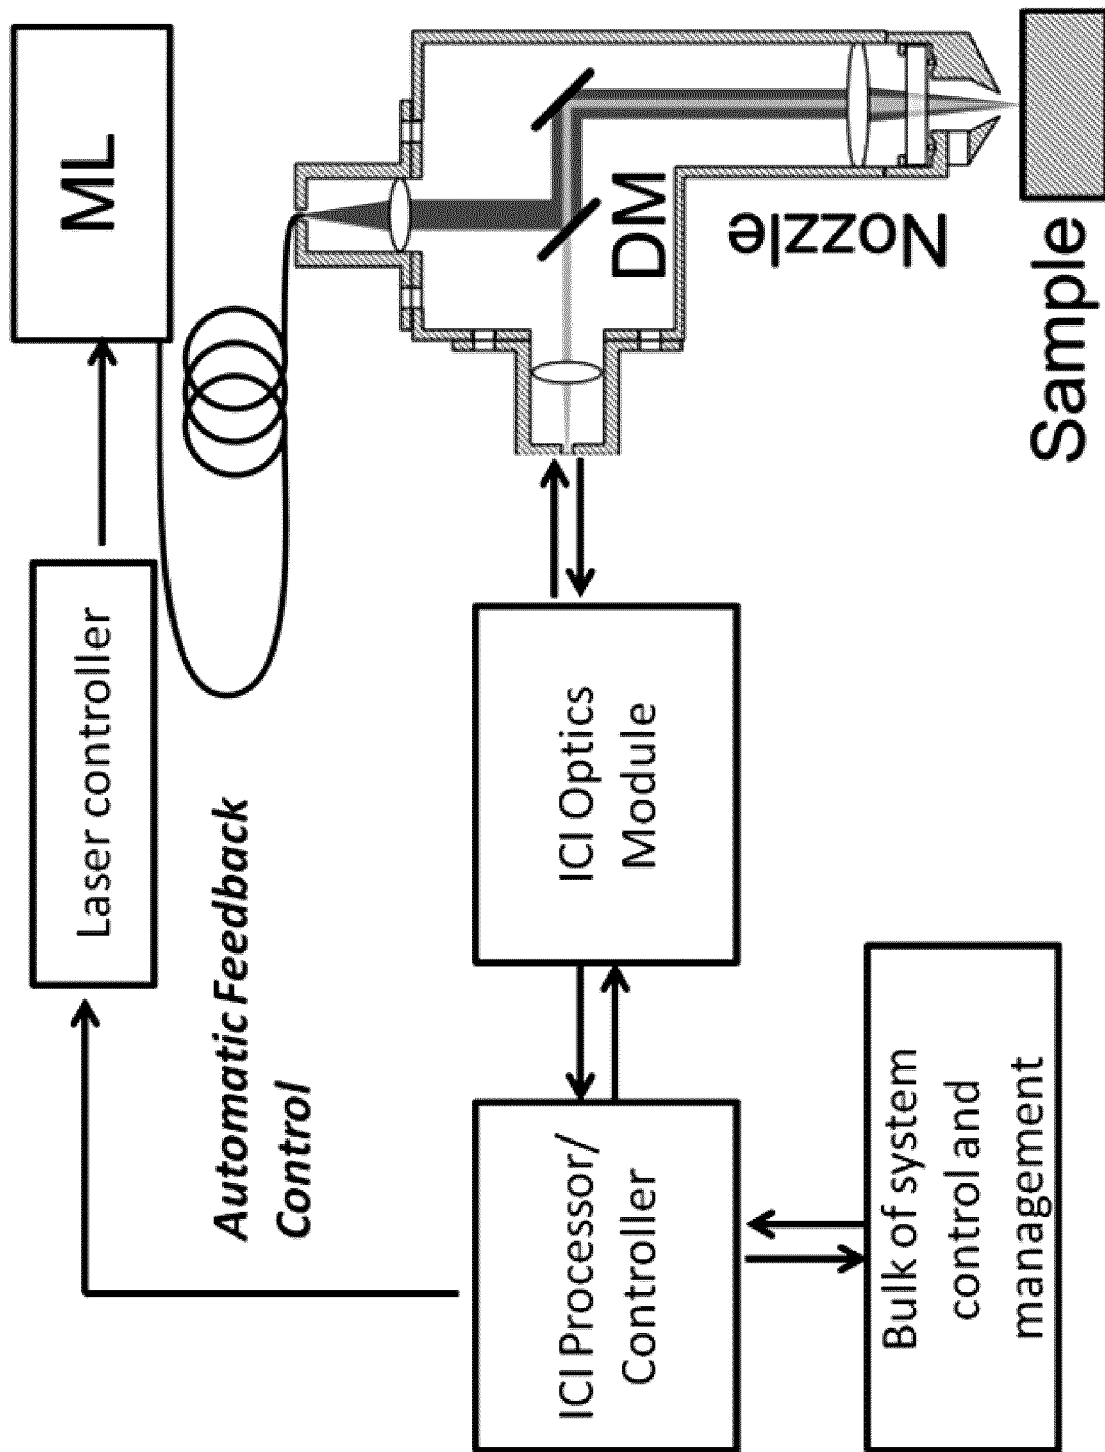 ML
Laser controller
Automatic Feedback
Control
DM
Nozzle
Sample
ICI Optics
Module
ICI Processor/
Controller
Bulk of system
control and
management